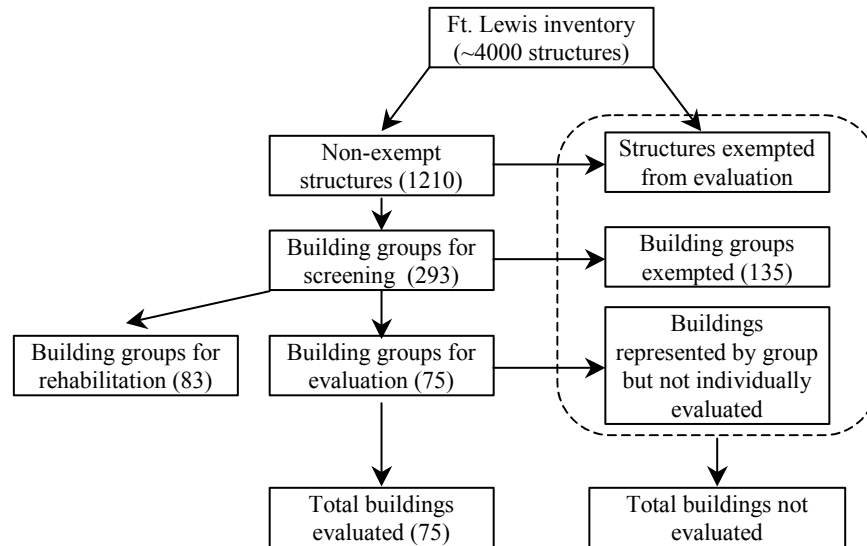 Ft. Lewis inventory
(~4000 structures)
Non-exempt
structures (1210)
Structures exempted
from evaluation
Building groups for
screening (293)
Building groups
exempted (135)
Building groups for
rehabilitation (83)
Building groups for
evaluation (75)
Buildings
represented by group
but not individually
evaluated
Total buildings
evaluated (75)
Total buildings not
evaluated